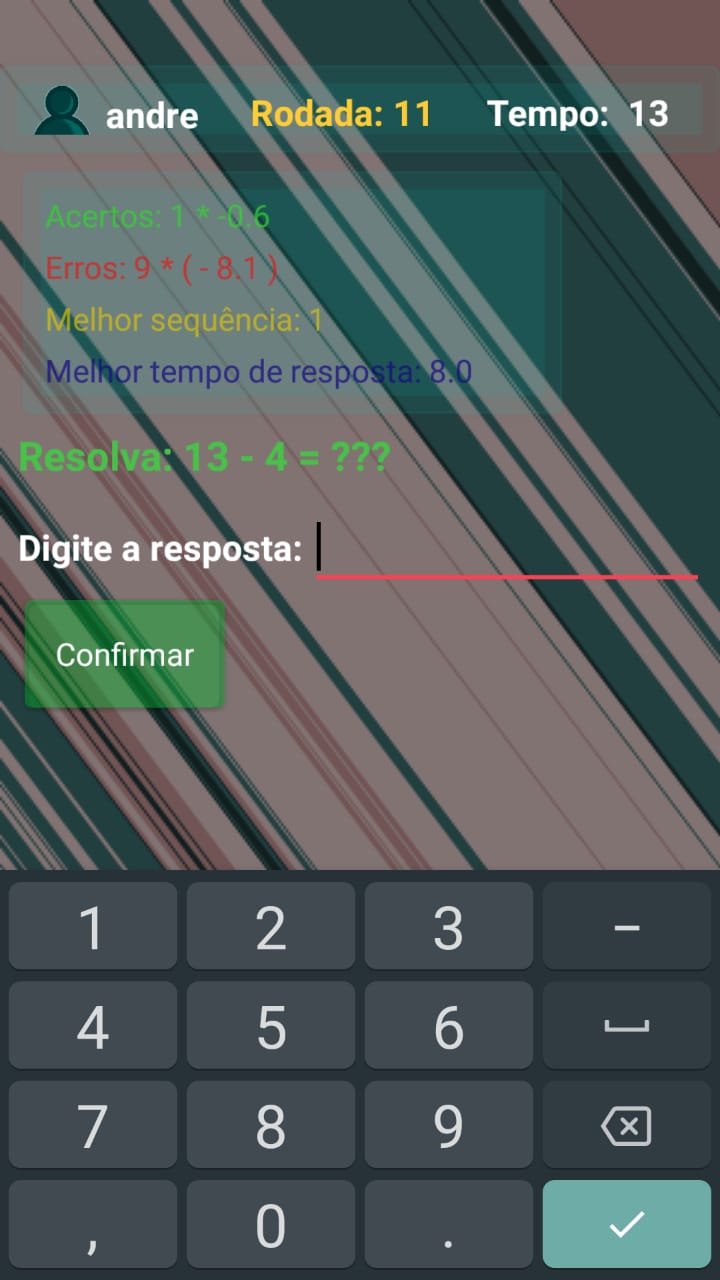 andre Rodada: 11 Tempo: 13
Acertos: 1 * -0.6
Erros: 9 * ( - 8.1 )
Melhor sequência: 1
Melhor tempo de resposta: 8.0
Resolva: 13 - 4 = ???
Digite a resposta:
Confirmar
1 2 3 –
4 5 6
7 8 9
, 0 .